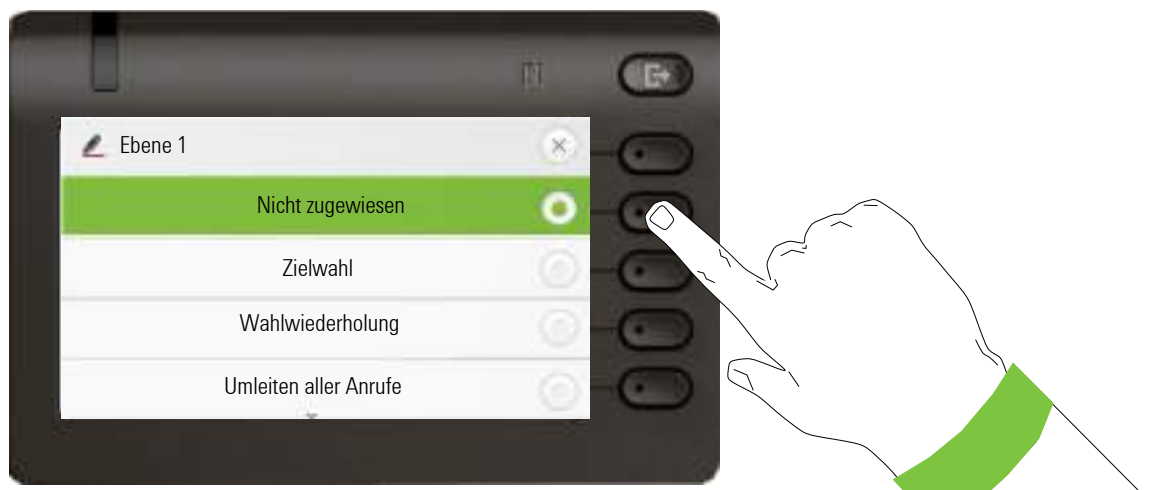 Ebene 1
Nicht zugewiesen
Zielwahl
Wahlwiederholung
Umleiten aller Anrufe